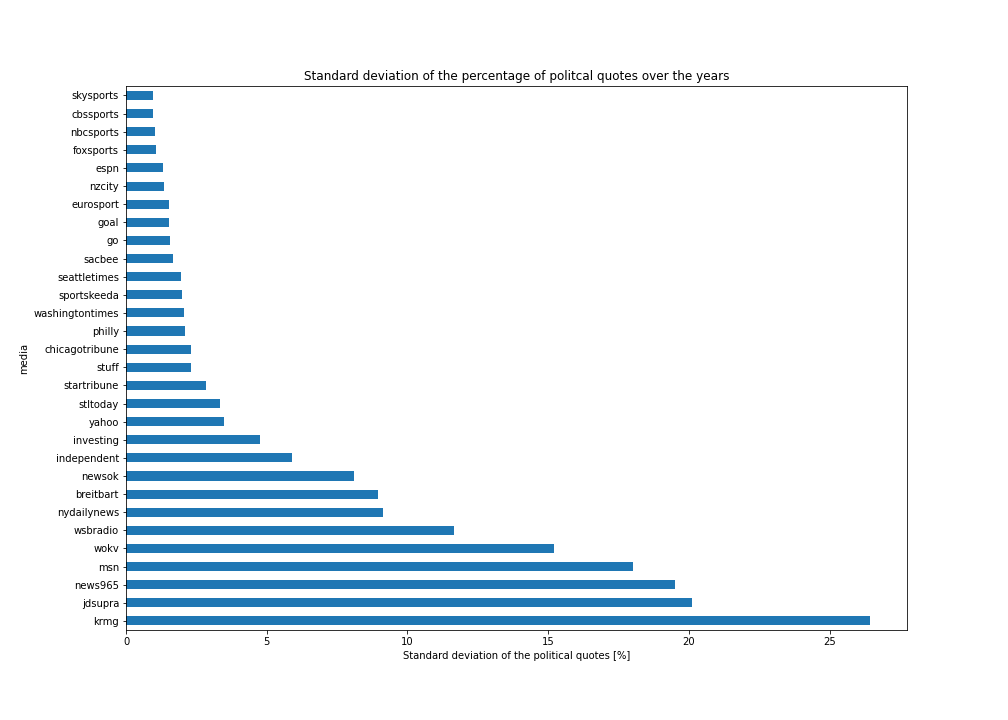 Standard deviation of the percentage of politcal quotes over the years
skysports
cbssports
nbcsports
foxsports
espn
nzcity
eurosport
goal
go
sacbee
seattletimes
sportskeeda
washingtontimes
philly
chicagotribune
stuff
startribune
stltoday
yahoo
investing
independent
newsok
breitbart
nydailynews
wsbradio
wokv
msn
news965
jdsupra
krmg
media
0 5 10 15 20 25
Standard deviation of the political quotes [%]